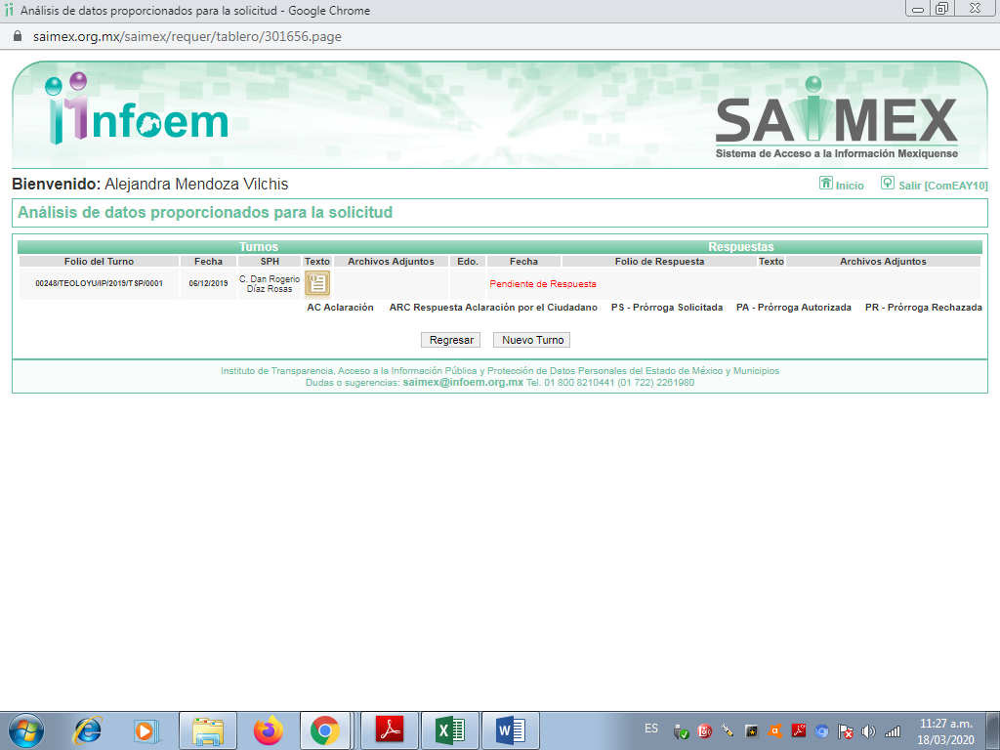 Análisis de datos proporcionados para la solicitud - Google Chrome
saimex.org.mx/saimex/requer/tablero/301656.page
infoem
SAIMEX
Sistema de Acceso a la Información Mexiquense
Bienvenido: Alejandra Mendoza Vilchis
Inicio Salir [ComEAY10]
Análisis de datos proporcionados para la solicitud
Turnos Respuestas
Folio del Turno Fecha SPH Texto Archivos Adjuntos Edo. Fecha Folio de Respuesta Texto Archivos Adjuntos
00248/TEOLOYU/IP/2019/TSP/0001 06/12/2019 C. Dan Rogerio Díaz Rosas Pendiente de Respuesta
AC Aclaración ARC Respuesta Aclaración por el Ciudadano PS - Prórroga Solicitada PA - Prórroga Autorizada PR - Prórroga Rechazada
Regresar Nuevo Turno
Instituto de Transparencia, Acceso a la Información Pública y Protección de Datos Personales del Estado de México y Municipios
Dudas o sugerencias: saimex@infoem.org.mx Tel. 01 800 8210441 (01 722) 2261980
ES
11:27 a.m.
18/03/2020